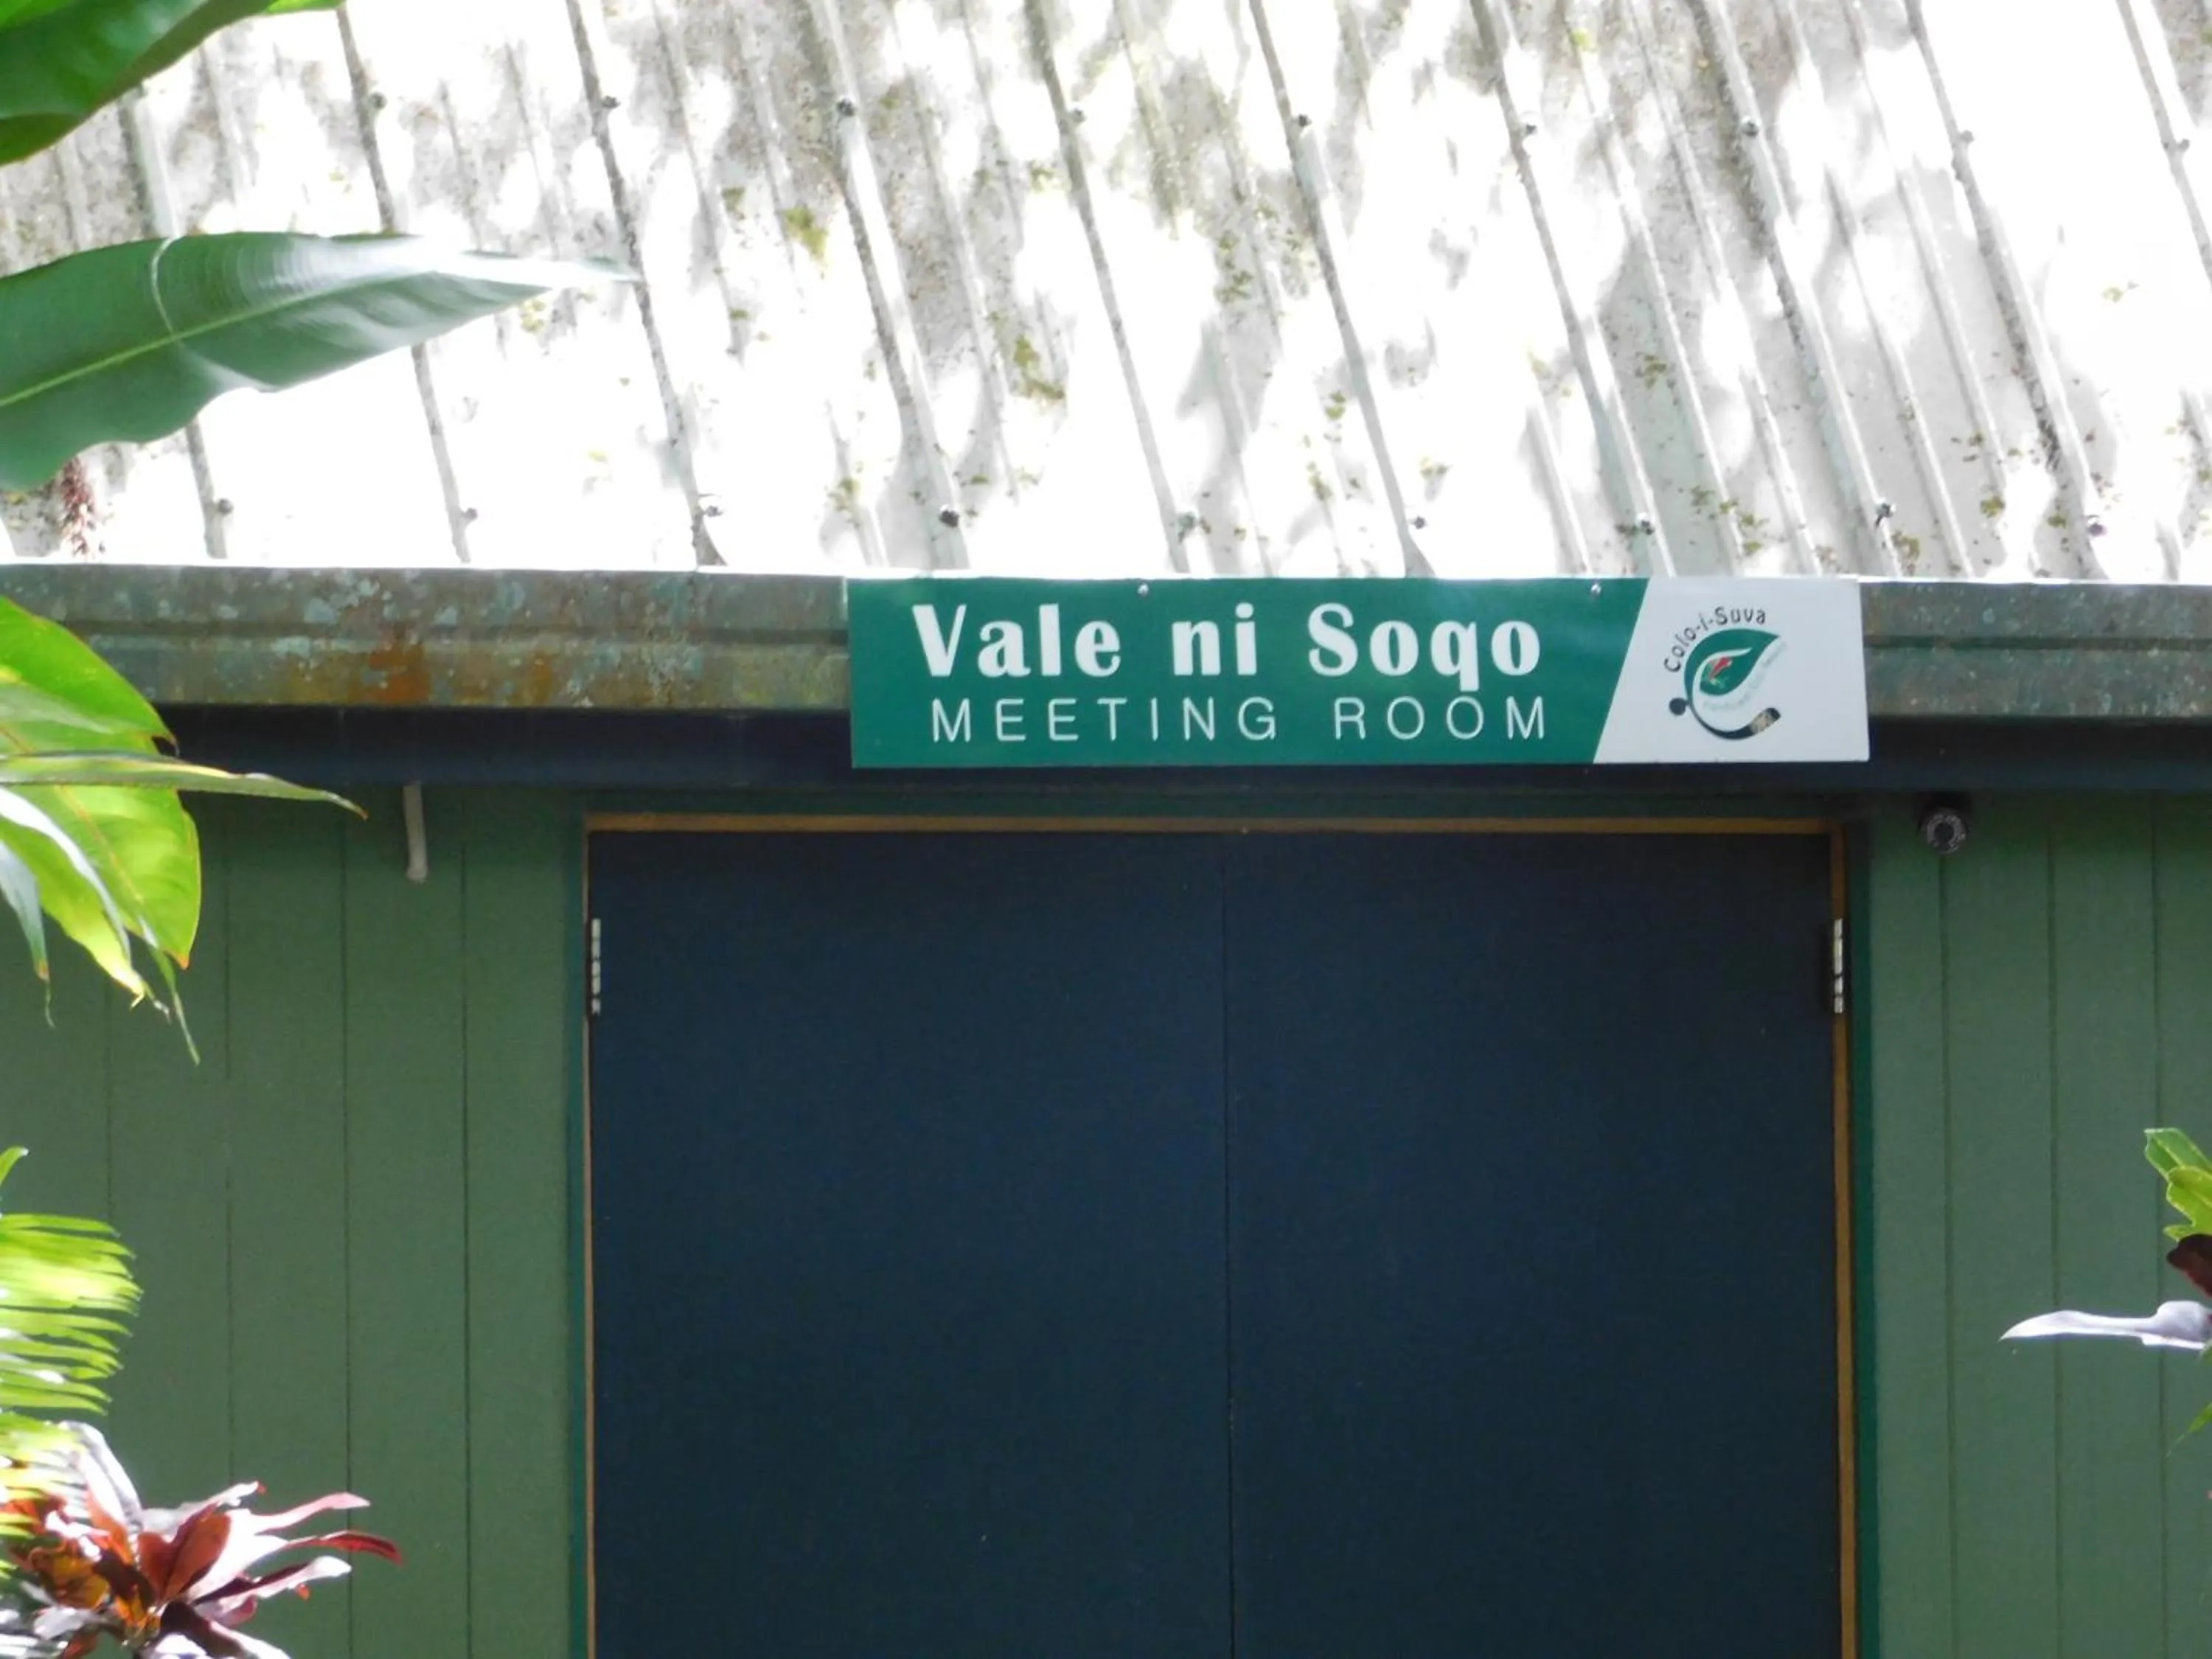 Vale ni Soqo
MEETING ROOM
Colo-I-Suva